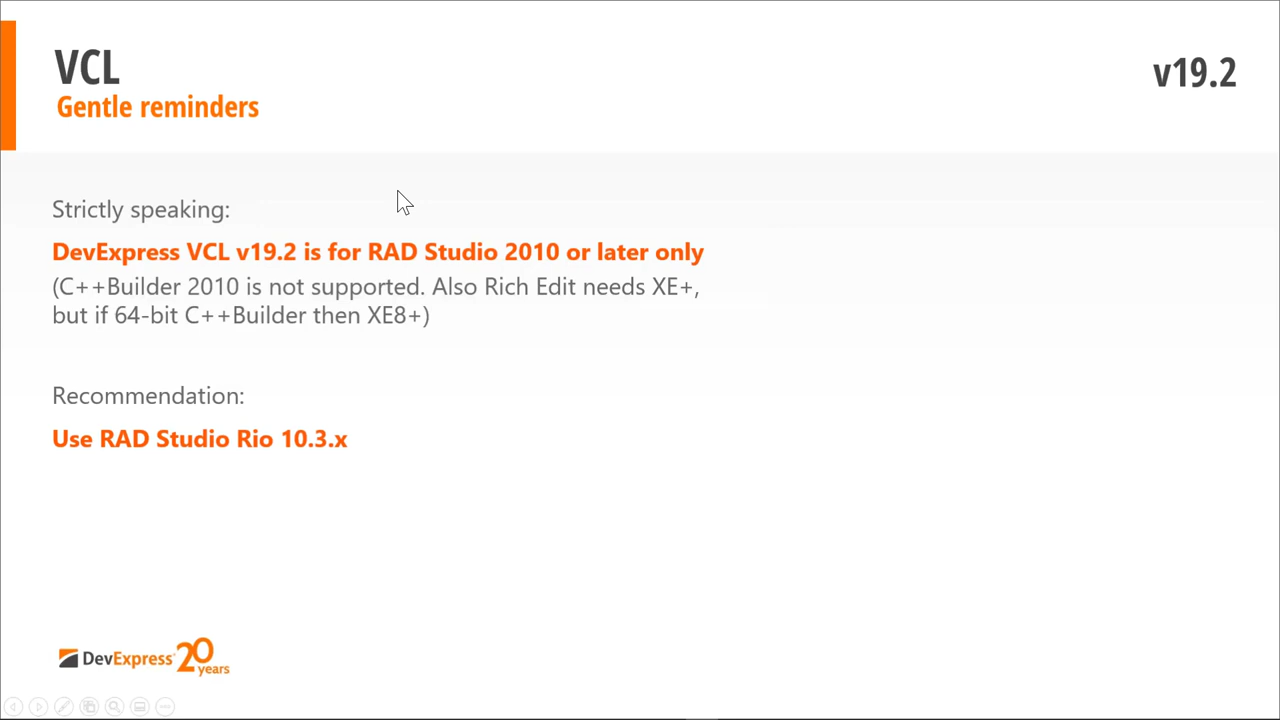 VCL
v19.2
Gentle reminders
Strictly speaking:
DevExpress VCL v19.2 is for RAD Studio 2010 or later only
(C++Builder 2010 is not supported. Also Rich Edit needs XE+,
but if 64-bit C++Builder then XE8+)
Recommendation:
Use RAD Studio Rio 10.3.x
DevExpress 20 years